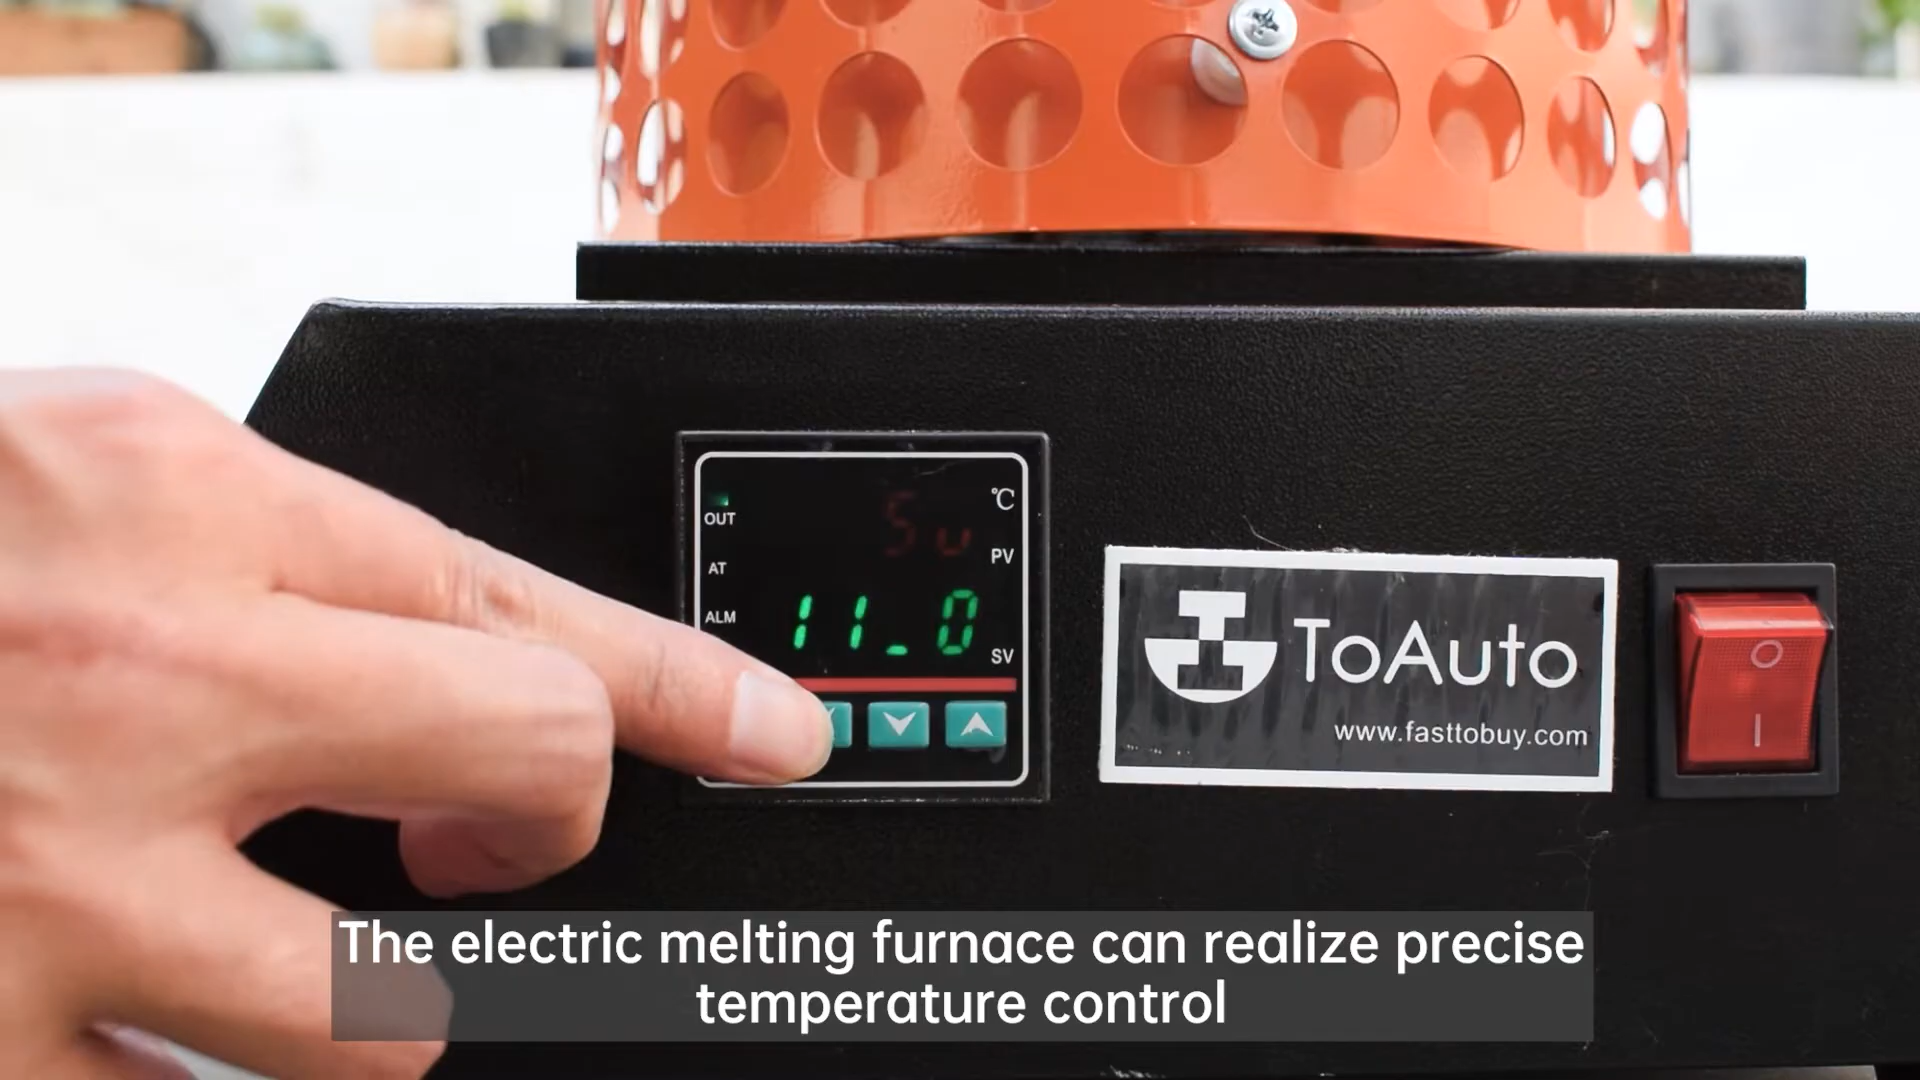 Su
°C
OUT
PV
AT
11_0
ALM
SV
ToAuto
www.fasttobuy.com
The electric melting furnace can realize precise
temperature control